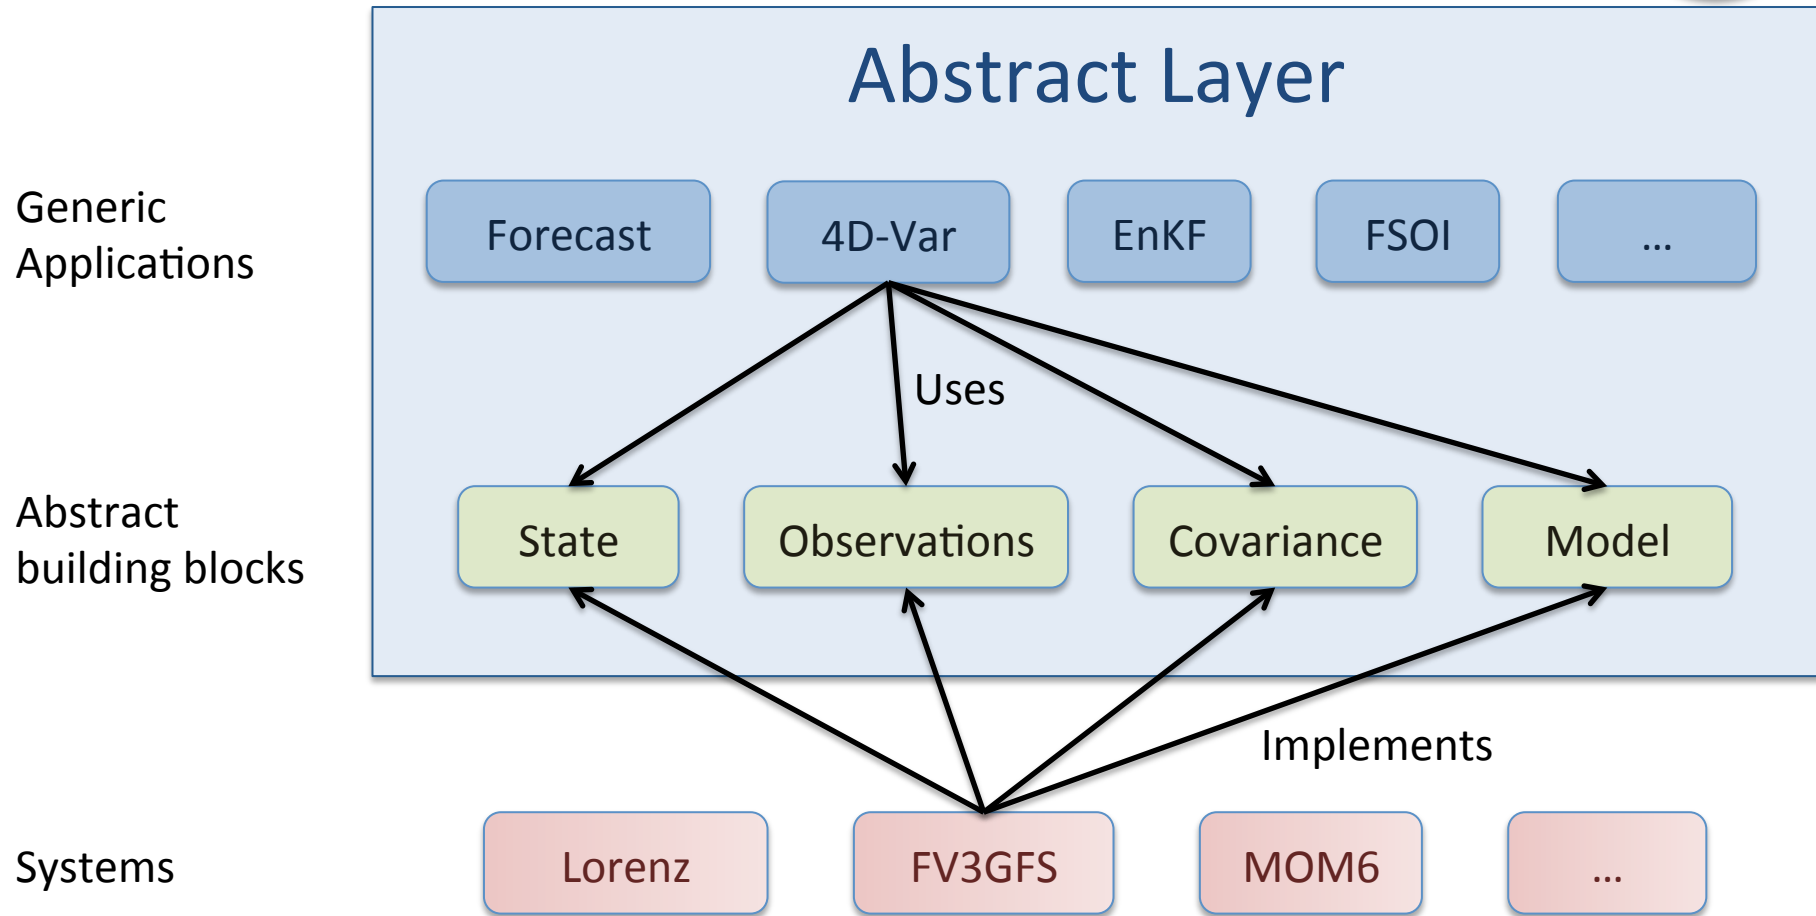 Abstract Layer
Generic
Applications
Forecast
4D-Var
EnKF
FSOI
...
Uses
Abstract
building blocks
State
Observations
Covariance
Model
Implements
Systems
Lorenz
FV3GFS
MOM6
...